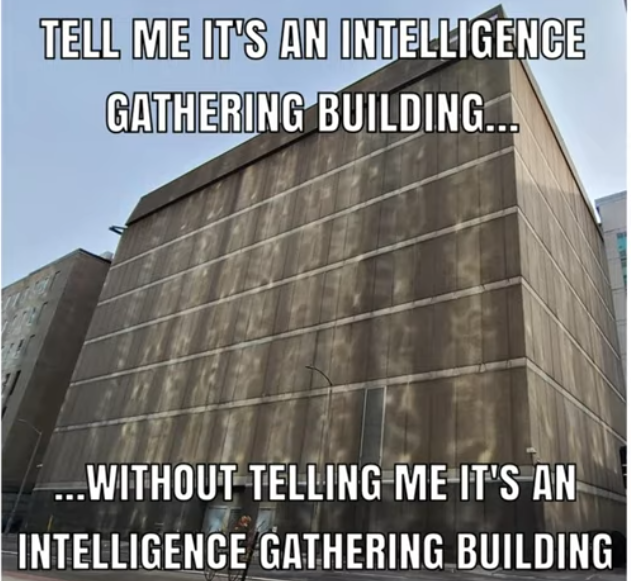 TELL ME IT'S AN INTELLIGENCE
GATHERING BUILDING...
...WITHOUT TELLING ME IT'S AN
INTELLIGENCE GATHERING BUILDING